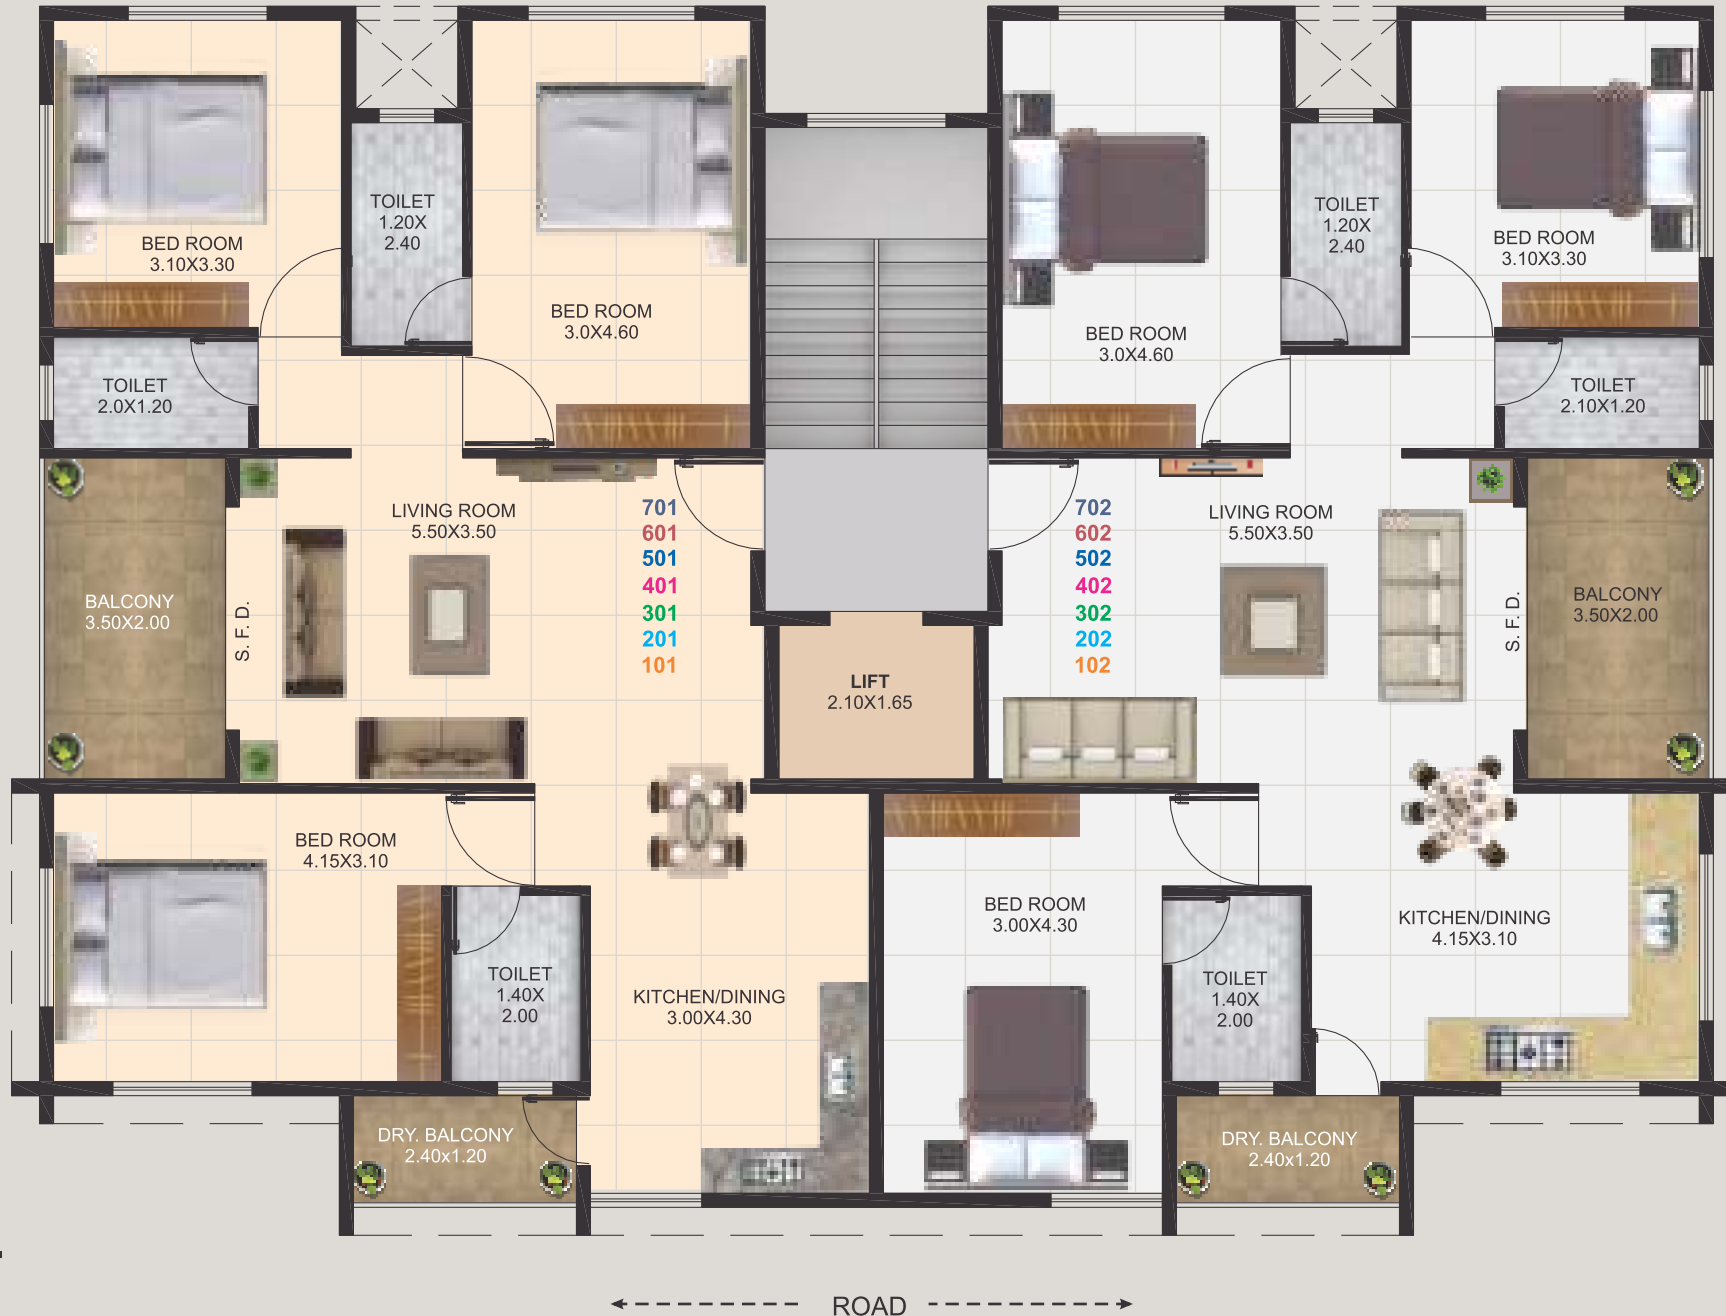 TOILET
1.20X
2.40
BED ROOM
3.10X3.30
BED ROOM
3.0X4.60
TOILET
2.0X1.20
TOILET
1.20X
2.40
BED ROOM
3.10X3.30
BED ROOM
3.0X4.60
TOILET
2.10X1.20
LIVING ROOM
5.50X3.50
701
601
501
401
301
201
101
BALCONY
3.50X2.00
S. F. D.
LIFT
2.10X1.65
702
602
502
402
302
202
102
LIVING ROOM
5.50X3.50
S. F. D.
BALCONY
3.50X2.00
BED ROOM
4.15X3.10
TOILET
1.40X
2.00
KITCHEN/DINING
3.00X4.30
BED ROOM
3.00X4.30
TOILET
1.40X
2.00
KITCHEN/DINING
4.15X3.10
DRY. BALCONY
2.40x1.20
DRY. BALCONY
2.40x1.20
ROAD